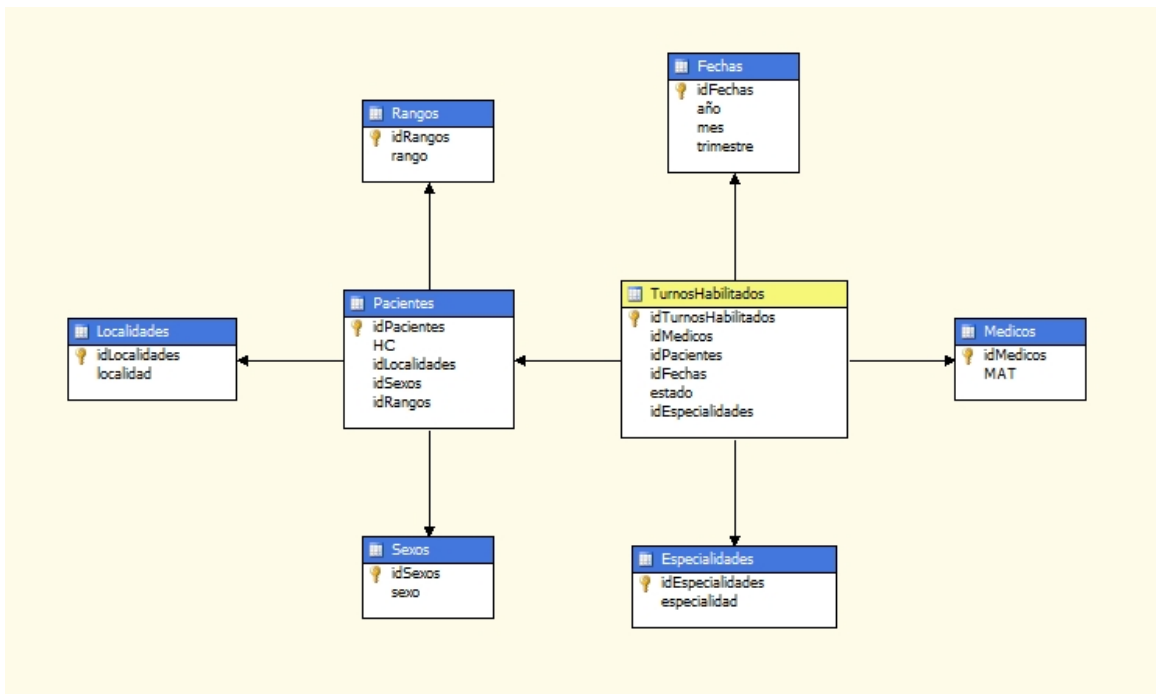 Fechas
idFechas
año
mes
trimestre
Rangos
idRangos
rango
Pacientes
idPacientes
HC
idLocalidades
idSexos
idRangos
TurnosHabilitados
idTurnosHabilitados
idMedicos
idPacientes
idFechas
estado
idEspecialidades
Localidades
idLocalidades
localidad
Medicos
idMedicos
MAT
Sexos
idSexos
sexo
Especialidades
idEspecialidades
especialidad